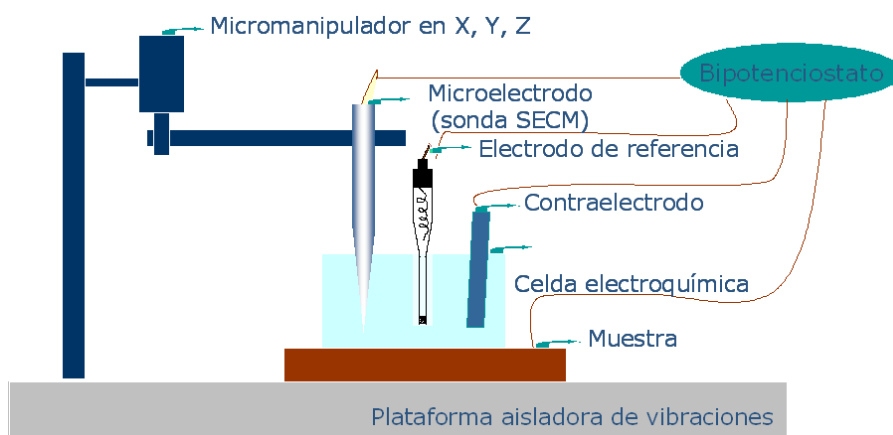 Micromanipulador en X, Y, Z
Bipotenciostato
Microelectrodo
(sonda SECM)
Electrodo de referencia
Contraelectrodo
Celda electroquímica
Muestra
Plataforma aisladora de vibraciones